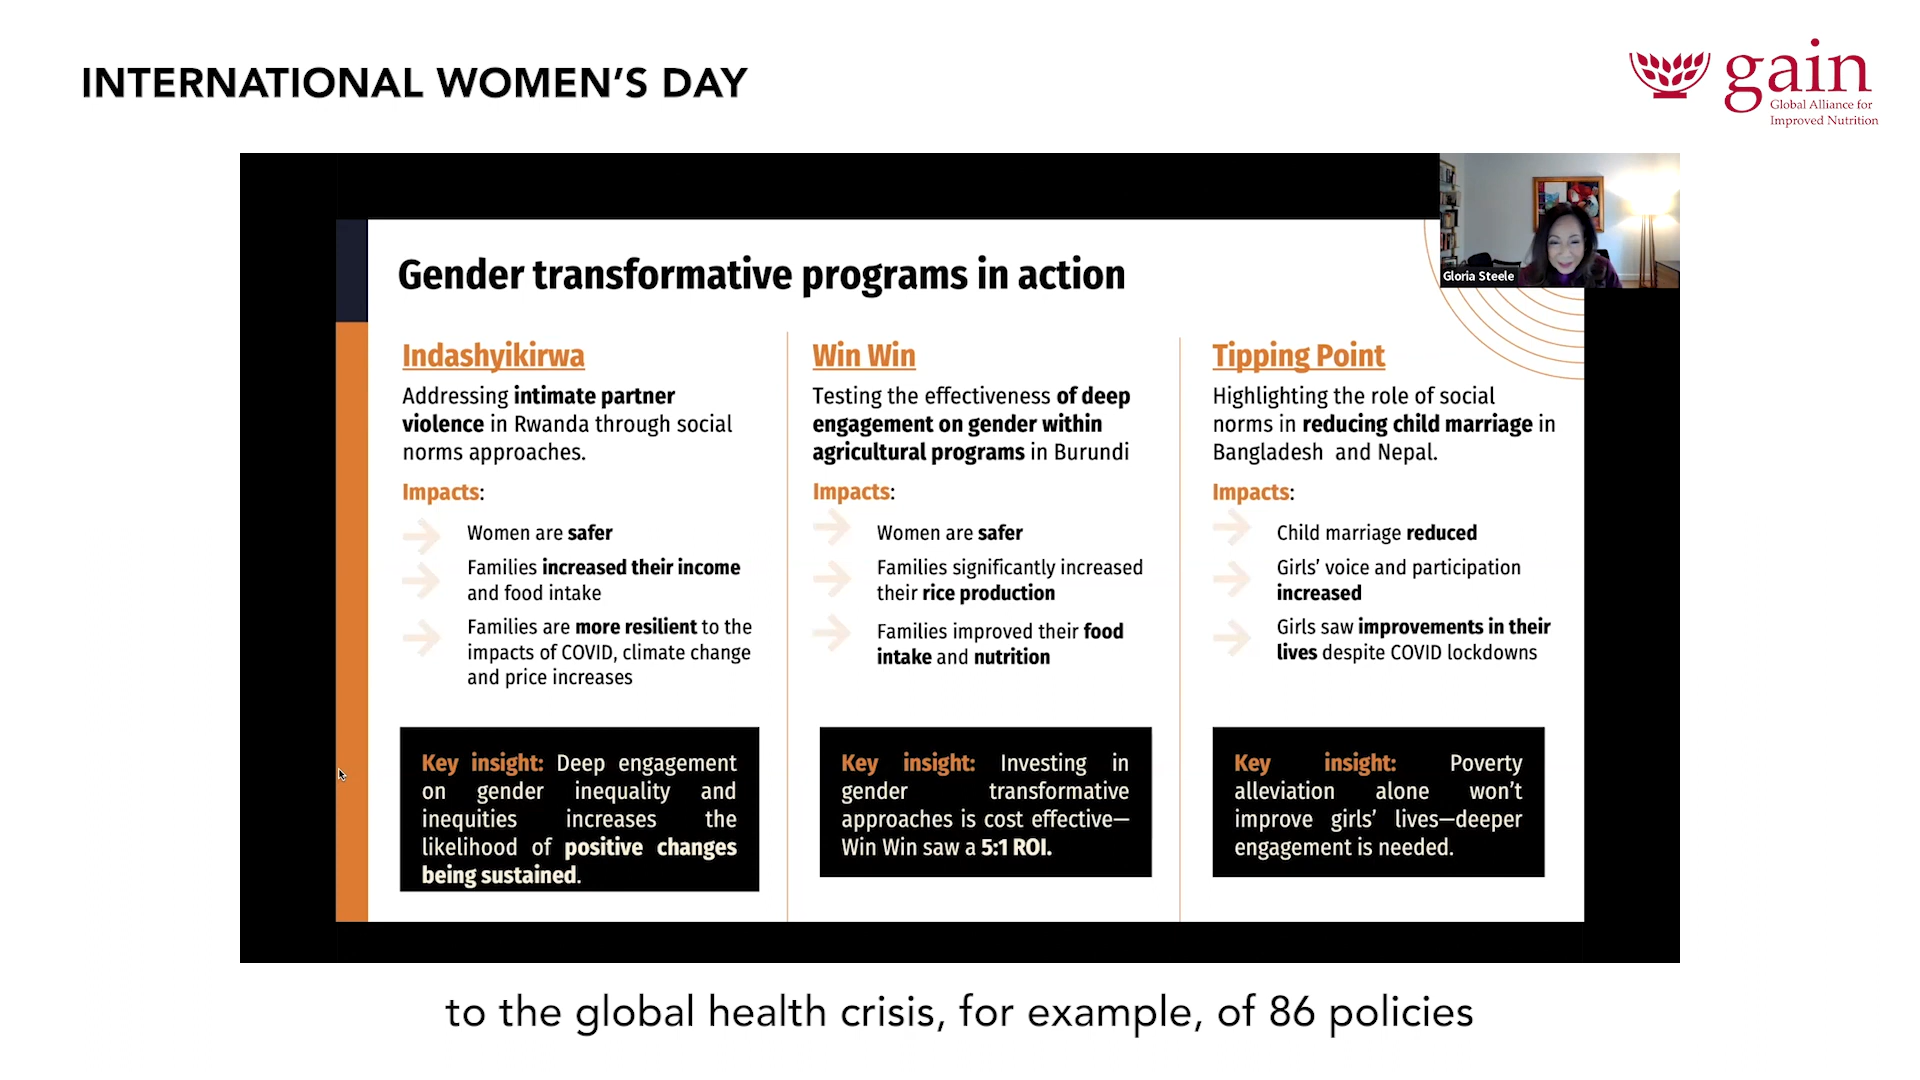 INTERNATIONAL WOMEN'S DAY
gain
Global Alliance for
Improved Nutrition
Gloria Steele
Gender transformative programs in action
Indashyikirwa
Addressing intimate partner
violence in Rwanda through social
norms approaches.
Impacts:
Women are safer
Families increased their income
and food intake
Families are more resilient to the
impacts of COVID, climate change
and price increases
Key insight: Deep engagement
on gender inequality and
inequities increases the
likelihood of positive changes
being sustained.
Win Win
Testing the effectiveness of deep
engagement on gender within
agricultural programs in Burundi
Impacts:
Women are safer
Families significantly increased
their rice production
Families improved their food
intake and nutrition
Key insight: Investing in
gender transformative
approaches is cost effective—
Win Win saw a 5:1 ROI.
Tipping Point
Highlighting the role of social
norms in reducing child marriage in
Bangladesh and Nepal.
Impacts:
Child marriage reduced
Girls' voice and participation
increased
Girls saw improvements in their
lives despite COVID lockdowns
Key insight: Poverty
alleviation alone won't
improve girls' lives—deeper
engagement is needed.
to the global health crisis, for example, of 86 policies